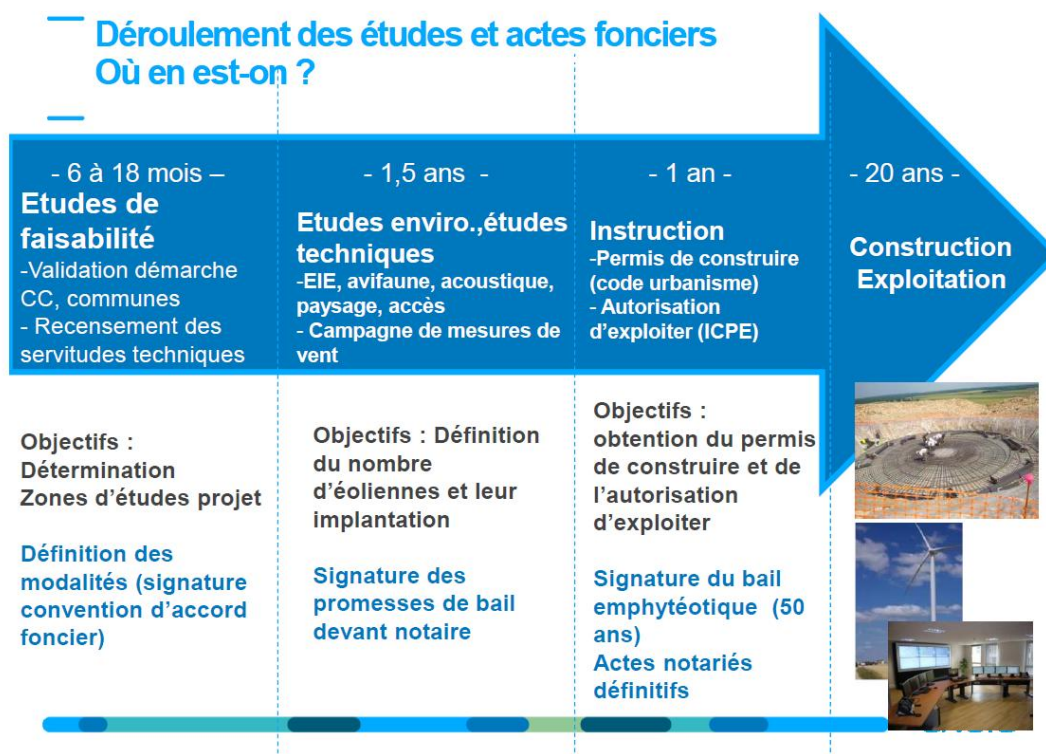 Déroulement des études et actes fonciers
Où en est-on ?
- 6 à 18 mois –
Etudes de
faisabilité
-Validation démarche
CC, communes
- Recensement des
servitudes techniques
- 1,5 ans -
Etudes enviro.,études
techniques
-EIE, avifaune, acoustique,
paysage, accès
- Campagne de mesures de
vent
- 1 an -
Instruction
-Permis de construire
(code urbanisme)
- Autorisation
d’exploiter (ICPE)
- 20 ans -
Construction
Exploitation
Objectifs :
Détermination
Zones d’études projet
Définition des
modalités (signature
convention d’accord
foncier)
Objectifs : Définition
du nombre
d’éoliennes et leur
implantation
Signature des
promesses de bail
devant notaire
Objectifs :
obtention du permis
de construire et de
l’autorisation
d’exploiter
Signature du bail
emphytéotique (50
ans)
Actes notariés
définitifs